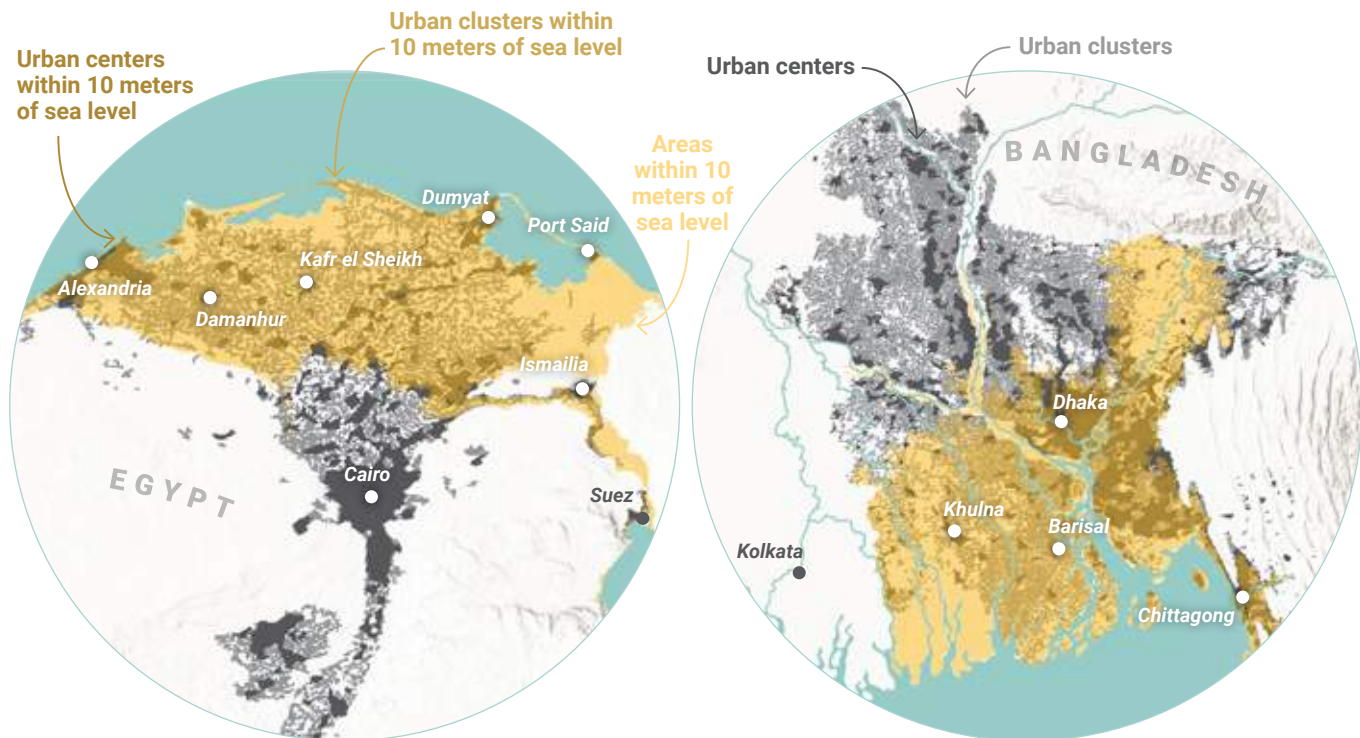 Urban centers
within 10 meters
of sea level
Urban clusters within
10 meters of sea level
Areas
within 10
meters of
sea level
Dumyat
Port Said
Kafr el Sheikh
Alexandria
Damanhur
Ismailia
Cairo
Suez
EGYPT
Urban centers
Urban clusters
BANGLADESH
Dhaka
Khulna
Barisal
Kolkata
Chittagong